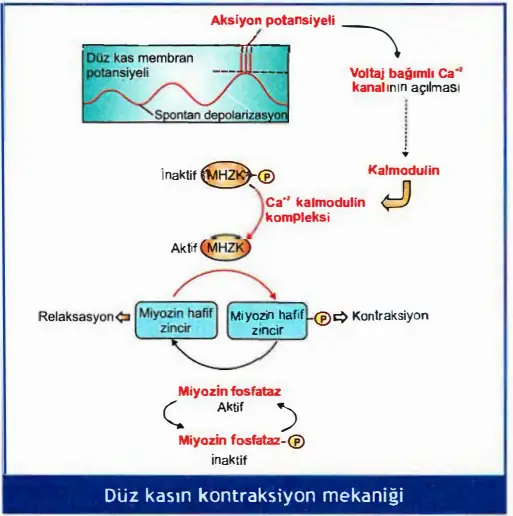 Aksiyon potansiyeli
Düz kas membran
potansiyeli
Spontan depolarizasyon
Voltaj bağımlı Ca⁺²
kanalının açılması
Kalmodulin
İnaktif MHZK P
Ca⁺² kalmodulin
kompleksi
Aktif MHZK
Relaksasyon
Miyozin hafif
zincir
Miyozin hafif
zincir
P Kontraksiyon
Miyozin fosfataz
Aktif
Miyozin fosfataz- P
inaktif
Düz kasın kontraksiyon mekaniği